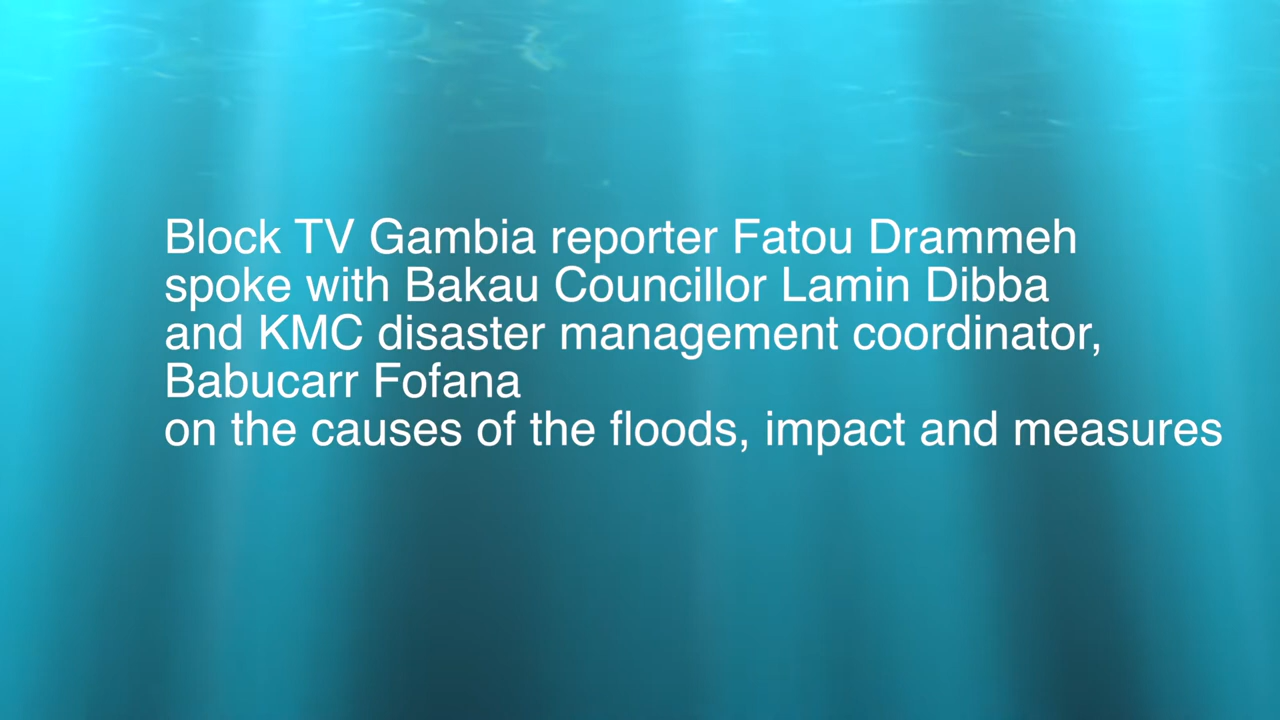 Block TV Gambia reporter Fatou Drammeh
spoke with Bakau Councillor Lamin Dibba
and KMC disaster management coordinator,
Babucarr Fofana
on the causes of the floods, impact and measures